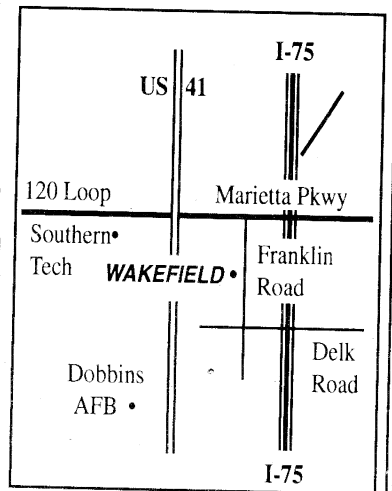 I-75
US 41
120 Loop
Marietta Pkwy
Southern
Tech
WAKEFIELD
Franklin
Road
Delk
Road
Dobbins
AFB
I-75